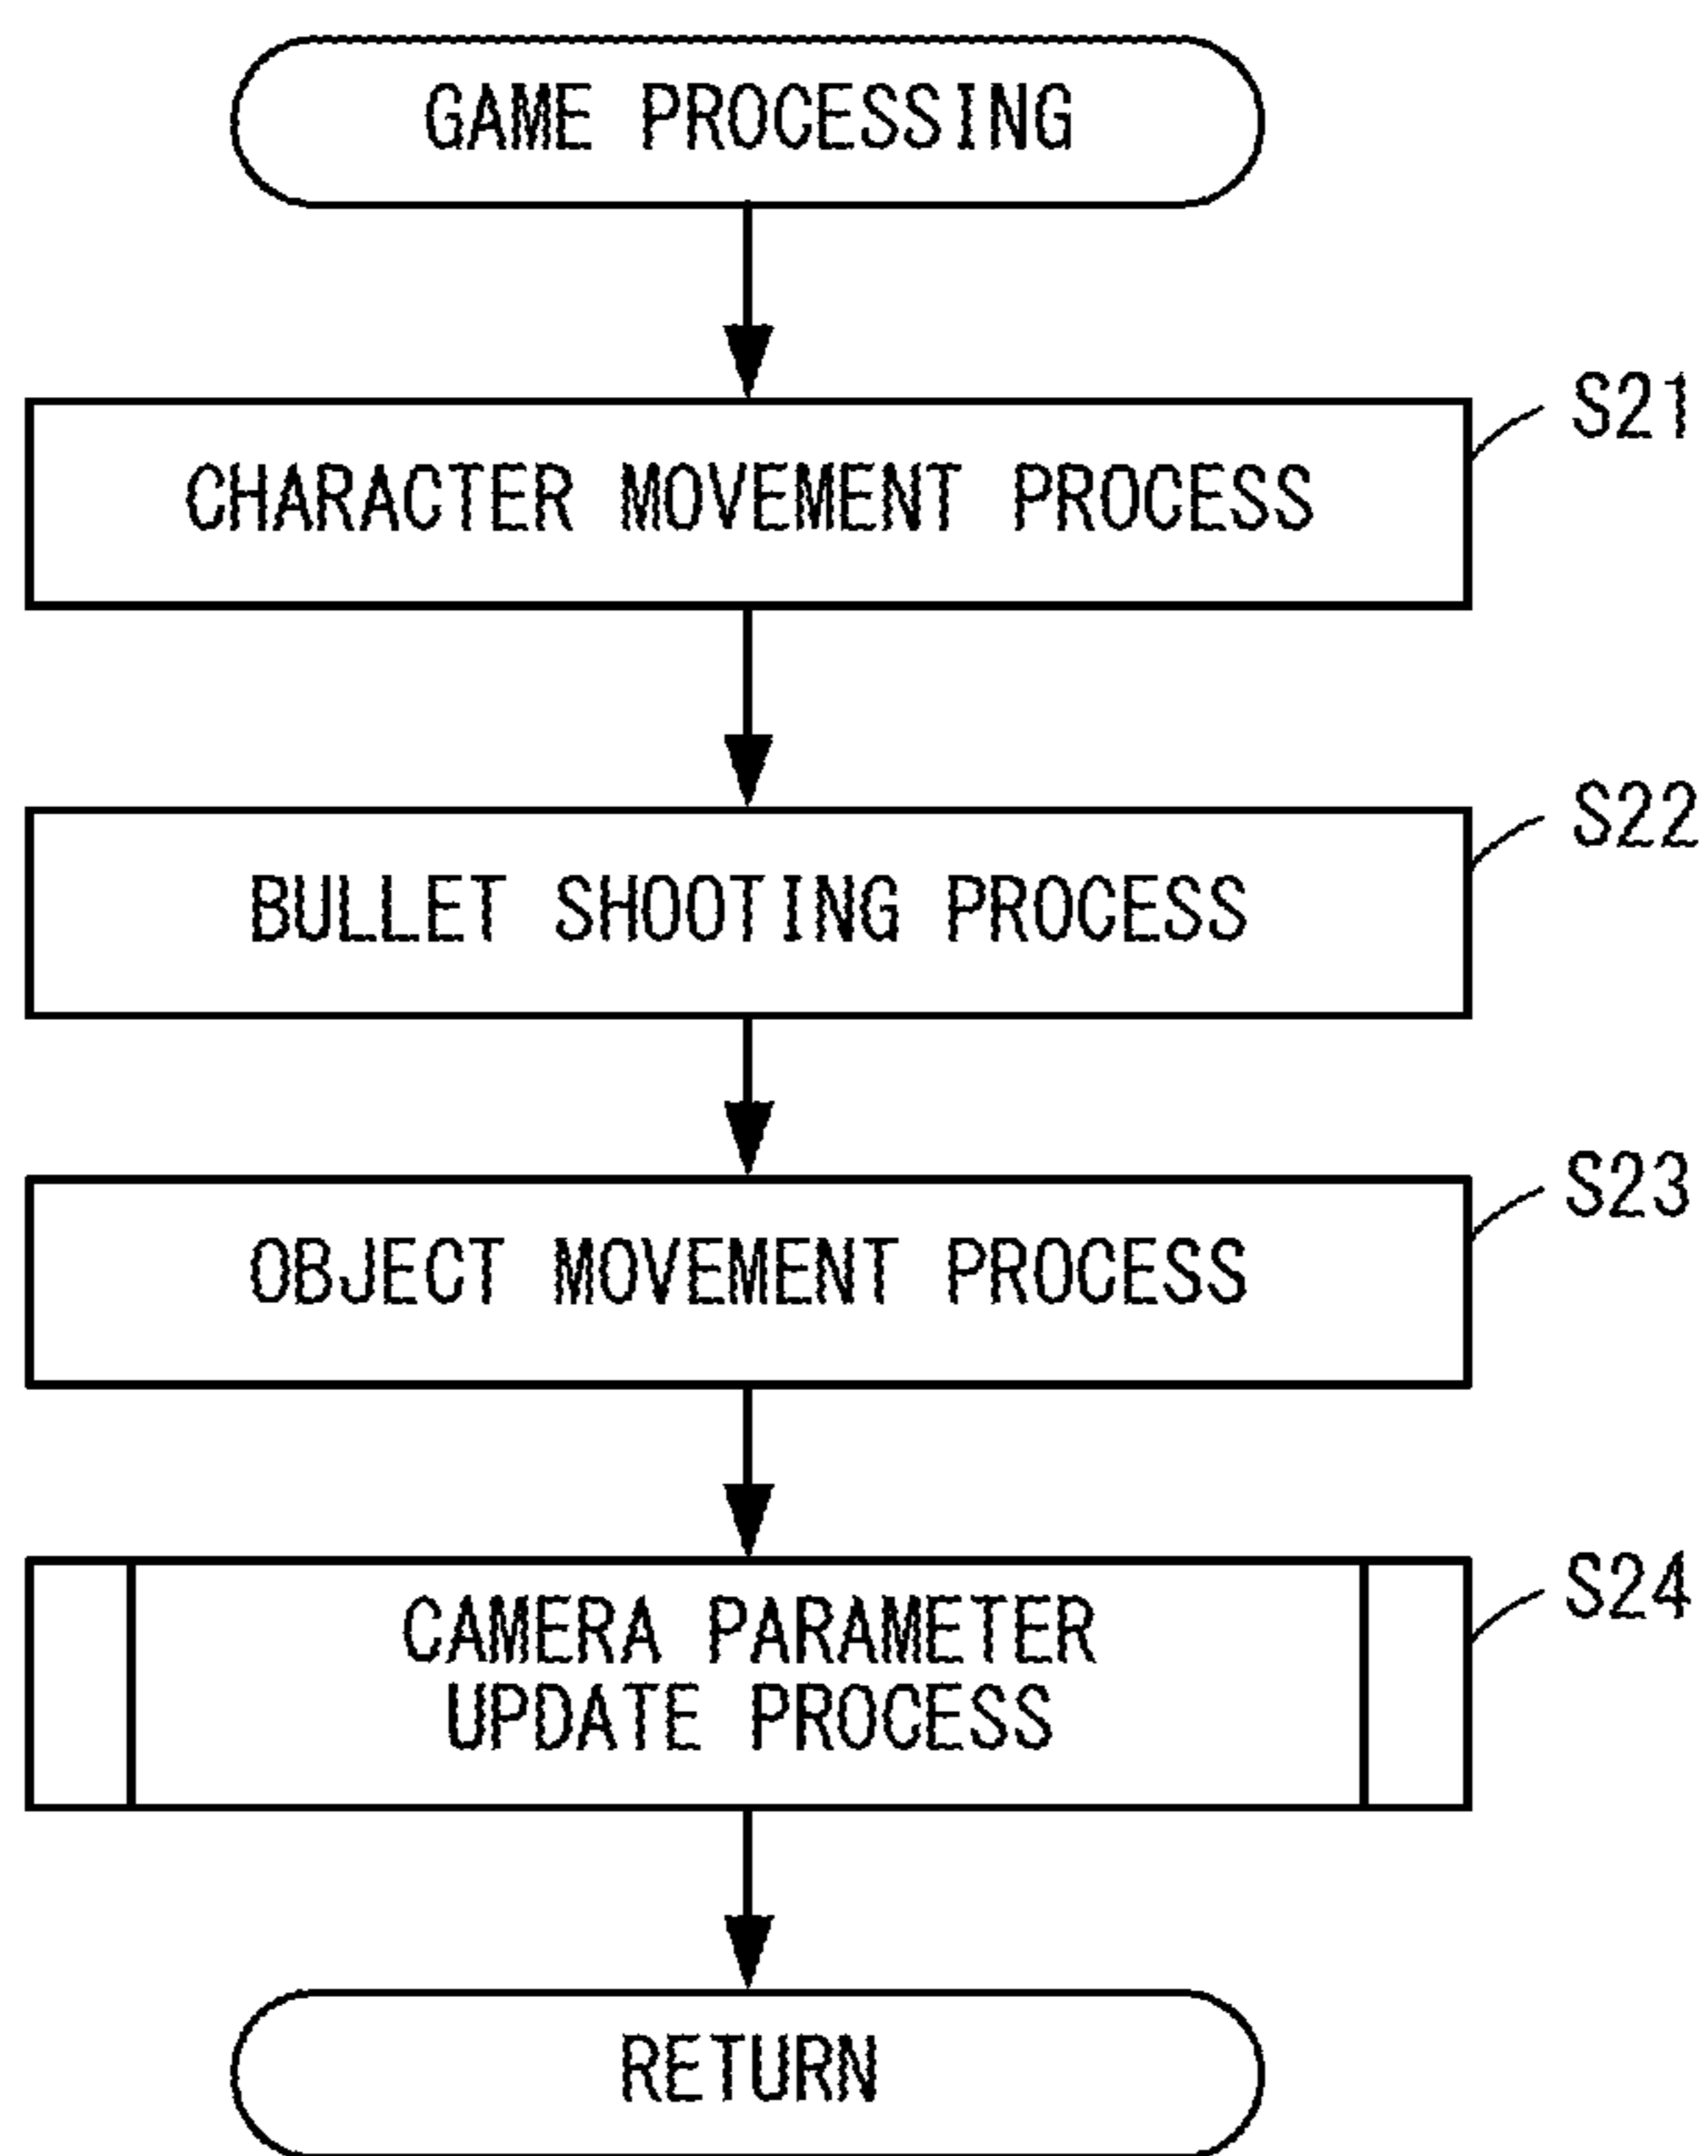 GAME PROCESSING
S21
CHARACTER MOVEMENT PROCESS
S22
BULLET SHOOTING PROCESS
S23
OBJECT MOVEMENT PROCESS
S24
CAMERA PARAMETER
UPDATE PROCESS
RETURN